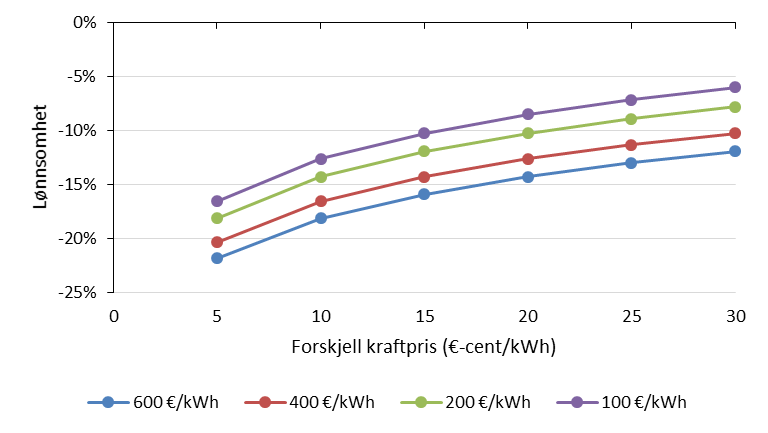 0%
-5%
-10%
-15%
-20%
-25%
Lønnsomhet
0 5 10 15 20 25 30
Forskjell kraftpris (€-cent/kWh)
600 €/kWh 400 €/kWh 200 €/kWh 100 €/kWh